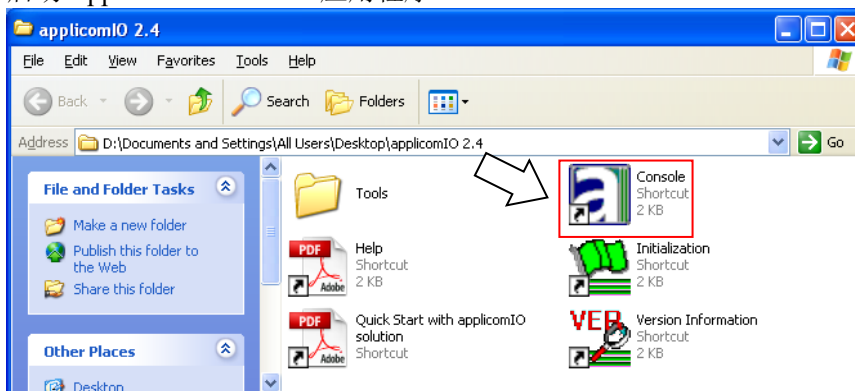 applicomIO 2.4
File Edit View Favorites Tools Help
Back Search Folders
Address D:\Documents and Settings\All Users\Desktop\applicomIO 2.4 Go
File and Folder Tasks
Make a new folder
Publish this folder to
the Web
Share this folder
Other Places
Desktop
Tools
Console
Shortcut
2 KB
PDF
Adobe
Help
Shortcut
2 KB
Initialization
Shortcut
2 KB
PDF
Adobe
Quick Start with applicomIO
solution
Shortcut
VER
Version Information
Shortcut
2 KB